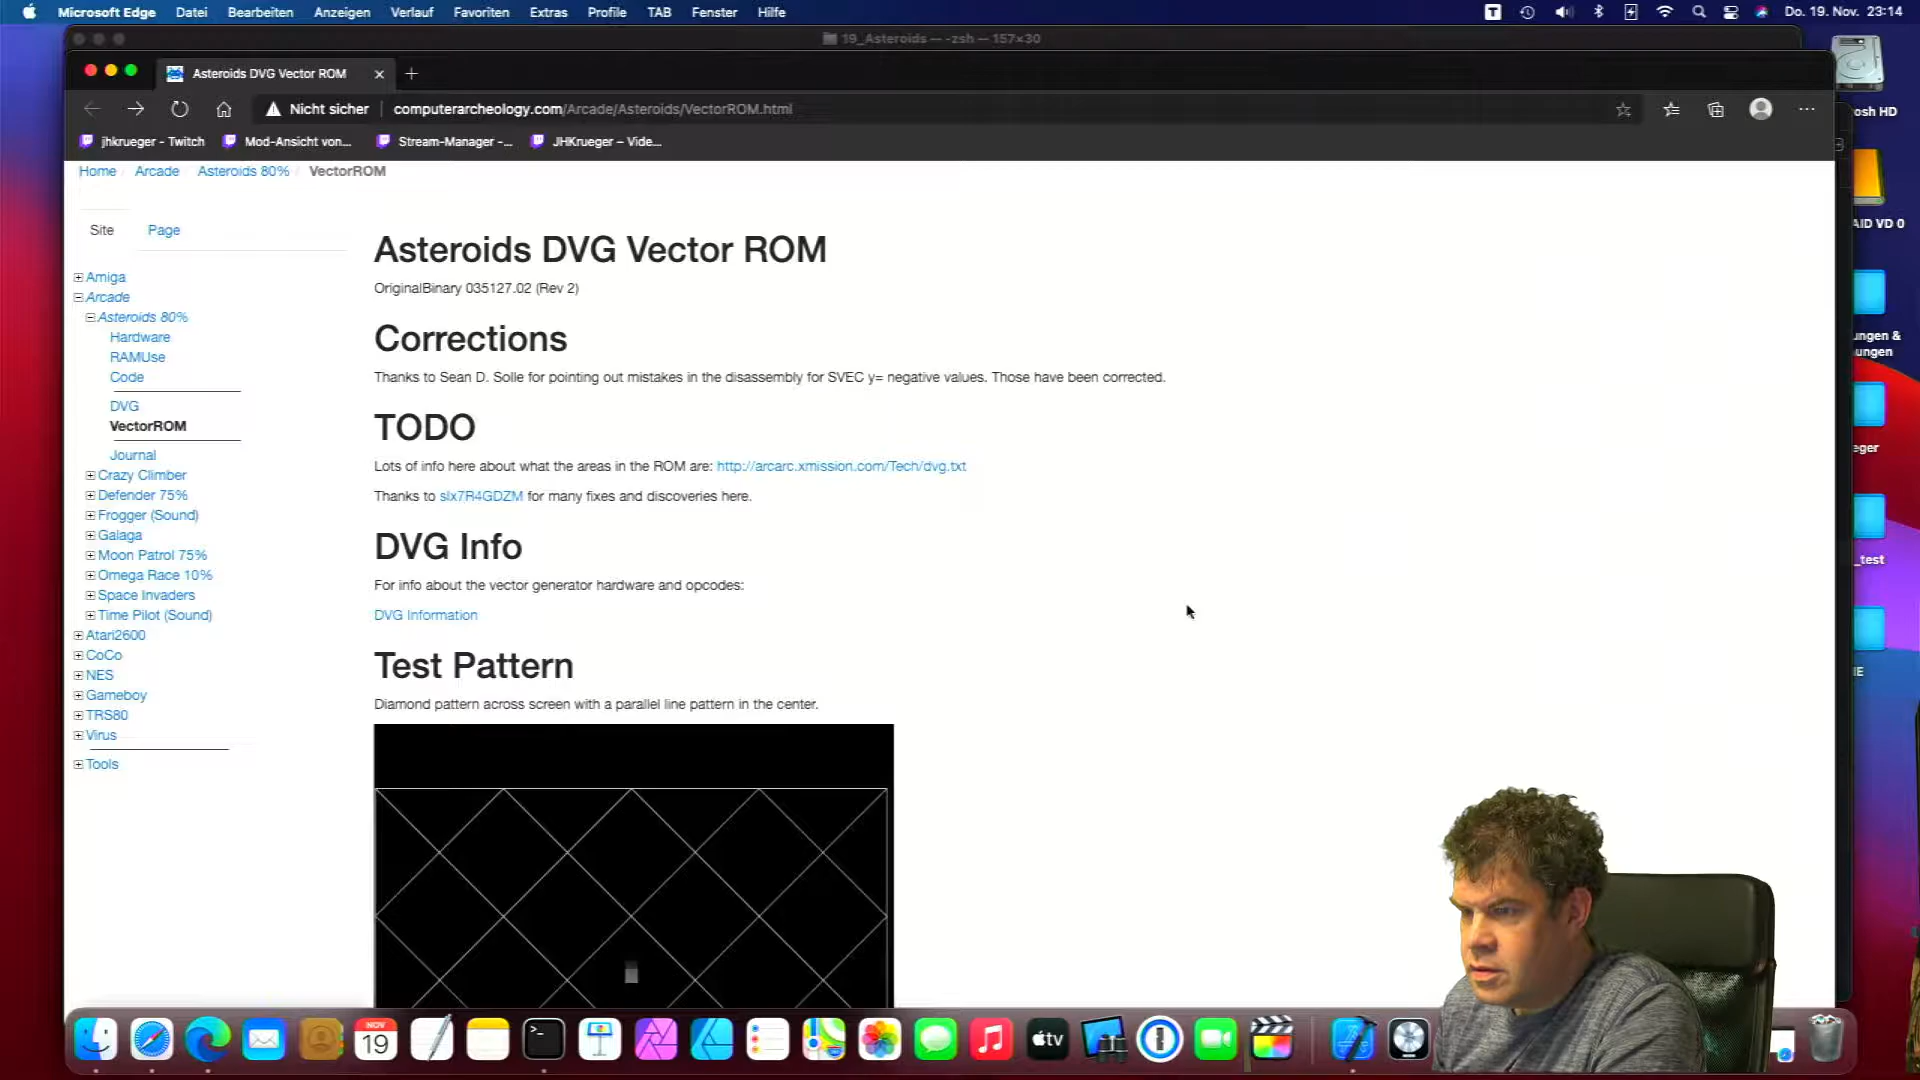 Microsoft Edge Datei Bearbeiten Anzeigen Verlauf Favoriten Extras Profile TAB Fenster Hilfe
Do. 19. Nov. 23:14
19_Asteroids — -zsh — 157×30
Asteroids DVG Vector ROM
Nicht sicher computerarcheology.com/Arcade/Asteroids/VectorROM.html
jhkrueger - Twitch Mod-Ansicht von... Stream-Manager -... JHKrueger – Vide...
Home / Arcade / Asteroids 80% / VectorROM
Site Page
Amiga
Arcade
Asteroids 80%
Hardware
RAMUse
Code
DVG
VectorROM
Journal
Crazy Climber
Defender 75%
Frogger (Sound)
Galaga
Moon Patrol 75%
Omega Race 10%
Space Invaders
Time Pilot (Sound)
Atari2600
CoCo
NES
Gameboy
TRS80
Virus
Tools
Asteroids DVG Vector ROM
OriginalBinary 035127.02 (Rev 2)
Corrections
Thanks to Sean D. Solle for pointing out mistakes in the disassembly for SVEC y= negative values. Those have been corrected.
TODO
Lots of info here about what the areas in the ROM are: http://arcarc.xmission.com/Tech/dvg.txt
Thanks to slx7R4GDZM for many fixes and discoveries here.
DVG Info
For info about the vector generator hardware and opcodes:
DVG Information
Test Pattern
Diamond pattern across screen with a parallel line pattern in the center.
osh HD
AID VD 0
ungen &
ungen
eger
_test
IE
NOV
19
tv